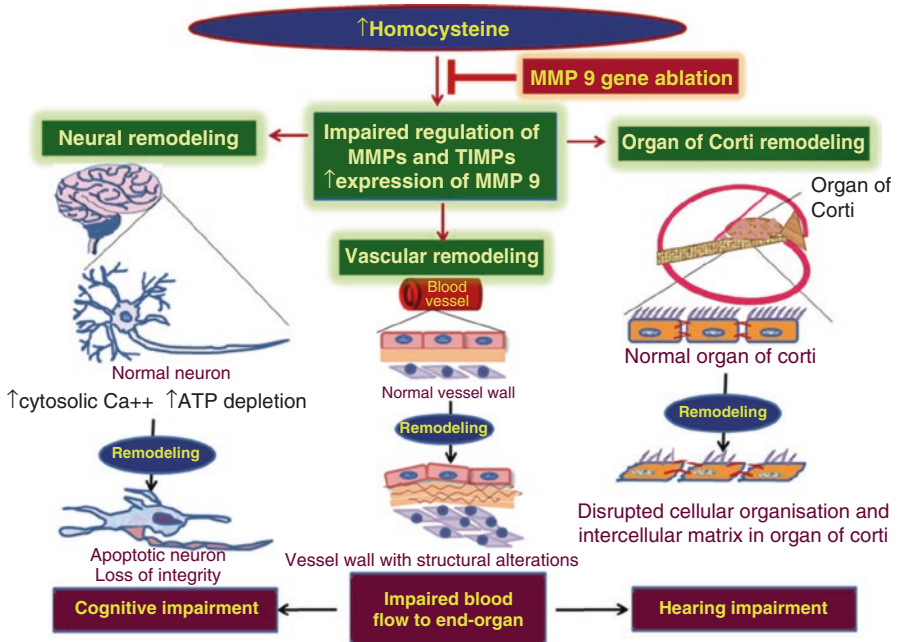 ↑Homocysteine
MMP 9 gene ablation
Neural remodeling
Impaired regulation of
MMPs and TIMPs
↑expression of MMP 9
Organ of Corti remodeling
Organ of
Corti
Vascular remodeling
Blood
vessel
Normal neuron
↑cytosolic Ca++ ↑ATP depletion
Normal vessel wall
Normal organ of corti
Remodeling
Remodeling
Remodeling
Apoptotic neuron
Loss of integrity
Vessel wall with structural alterations
Disrupted cellular organisation and
intercellular matrix in organ of corti
Cognitive impairment
Impaired blood
flow to end-organ
Hearing impairment